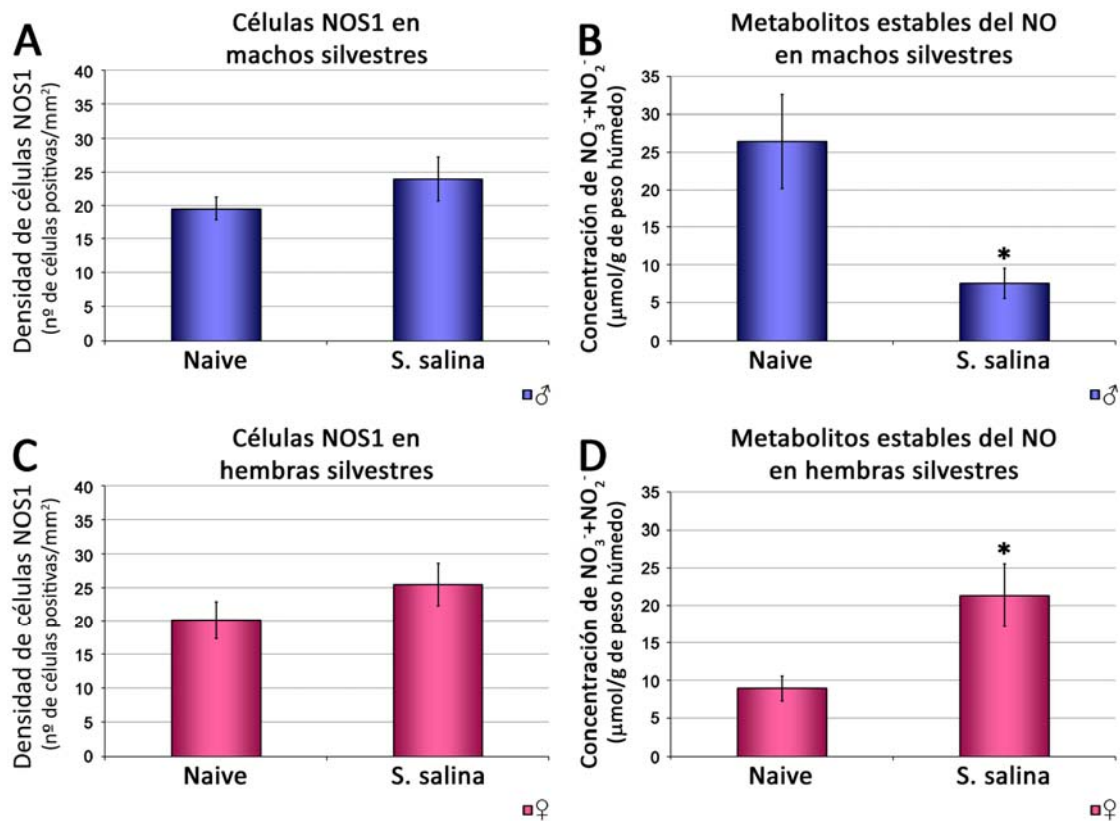 A
Células NOS1 en
machos silvestres
Densidad de células NOS1
(nº de células positivas/mm²)
40
35
30
25
20
15
10
5
0
Naive
S. salina
♂
B
Metabolitos estables del NO
en machos silvestres
Concentración de NO₃⁻+NO₂⁻
(µmol/g de peso húmedo)
35
30
25
20
15
10
5
0
*
Naive
S. salina
♂
C
Células NOS1 en
hembras silvestres
Densidad de células NOS1
(nº de células positivas/mm²)
40
35
30
25
20
15
10
5
0
Naive
S. salina
♀
D
Metabolitos estables del NO
en hembras silvestres
Concentración de NO₃⁻+NO₂⁻
(µmol/g de peso húmedo)
35
30
25
20
15
10
5
0
*
Naive
S. salina
♀